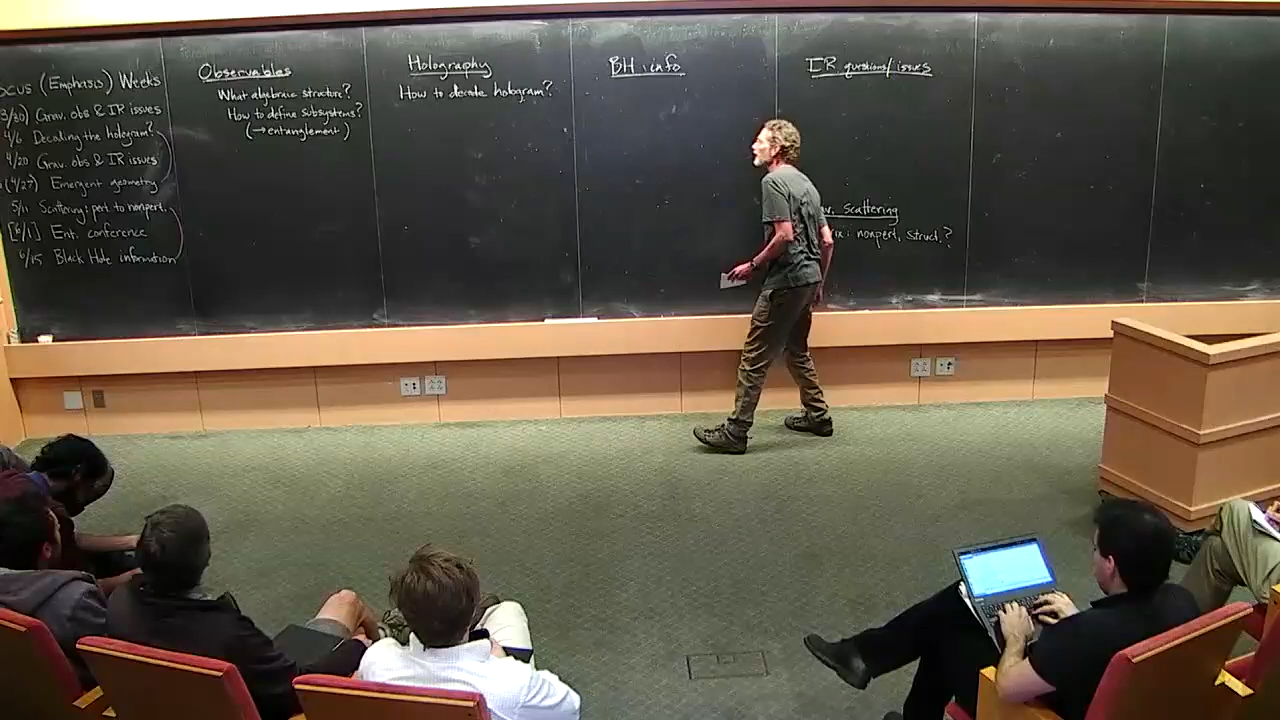 ocus (Emphasis) Weeks
3/30) Grav. obs & IR issues
4/6 Decoding the hologram?
4/20 Grav. obs & IR issues
(4/27) Emergent geometry
5/11 Scattering: pert to nonpert.
[6/1] Ent. conference
6/15 Black Hole information
Observables
What algebraic structure?
How to define subsystems?
(→ entanglement)
Holography
How to decode hologram?
BH info
IR questions/issues
v. Scattering
ix: nonpert. struct.?